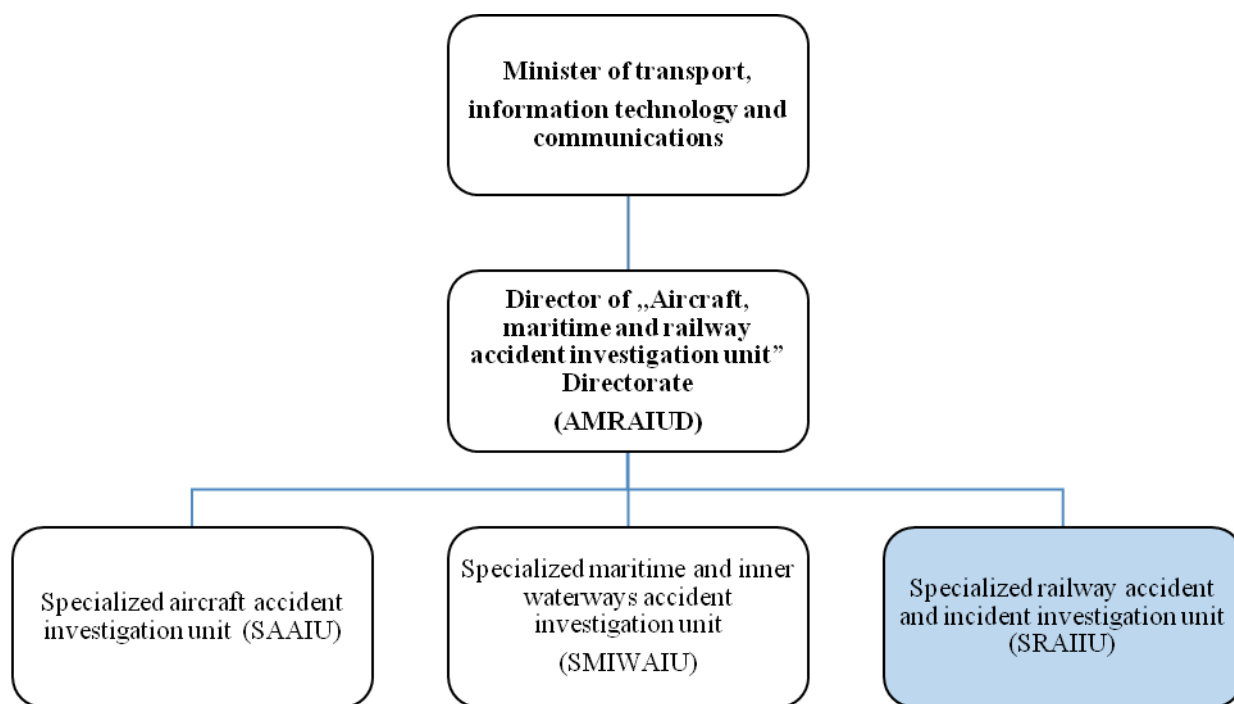 Minister of transport,
information technology and
communications
Director of ,,Aircraft,
maritime and railway
accident investigation unit”
Directorate
(AMRAIUD)
Specialized aircraft accident
investigation unit (SAAIU)
Specialized maritime and inner
waterways accident
investigation unit
(SMIWAIU)
Specialized railway accident
and incident investigation unit
(SRAIIU)